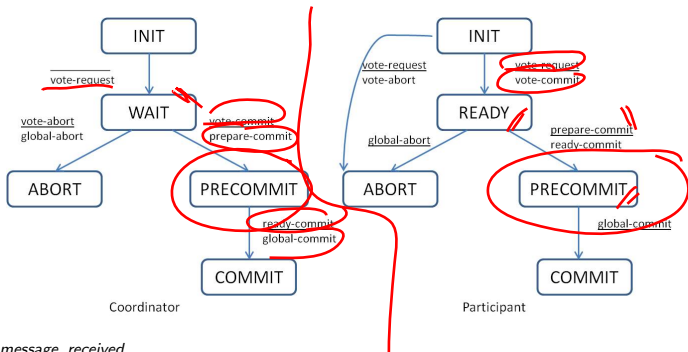 INIT
vote-request
WAIT
vote-abort
global-abort
vote-commit
prepare-commit
ABORT
PRECOMMIT
ready-commit
global-commit
COMMIT
Coordinator
INIT
vote-request
vote-abort
vote-request
vote-commit
READY
global-abort
prepare-commit
ready-commit
ABORT
PRECOMMIT
global-commit
COMMIT
Participant
message received